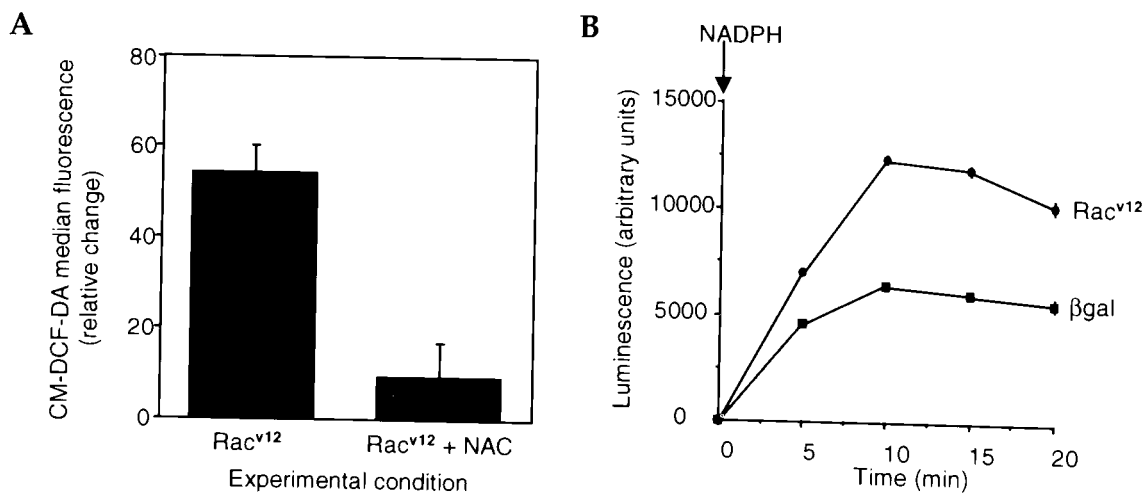 A
CM-DCF-DA median fluorescence
(relative change)
80
60
40
20
0
Racv12
Racv12 + NAC
Experimental condition
B
NADPH
Luminescence (arbitrary units)
15000
10000
5000
0
Racv12
βgal
0 5 10 15 20
Time (min)